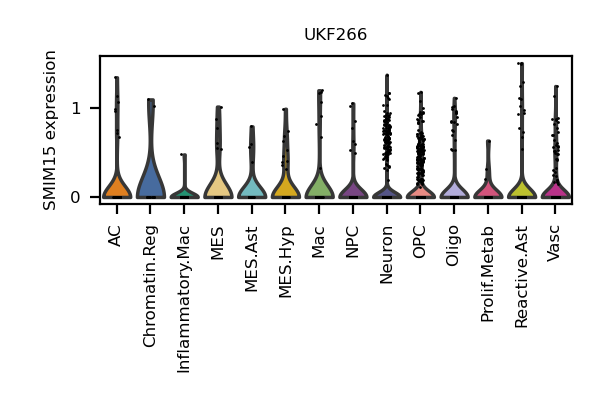 UKF266
SMIM15 expression
1
0
AC
Chromatin.Reg
Inflammatory.Mac
MES
MES.Ast
MES.Hyp
Mac
NPC
Neuron
OPC
Oligo
Prolif.Metab
Reactive.Ast
Vasc